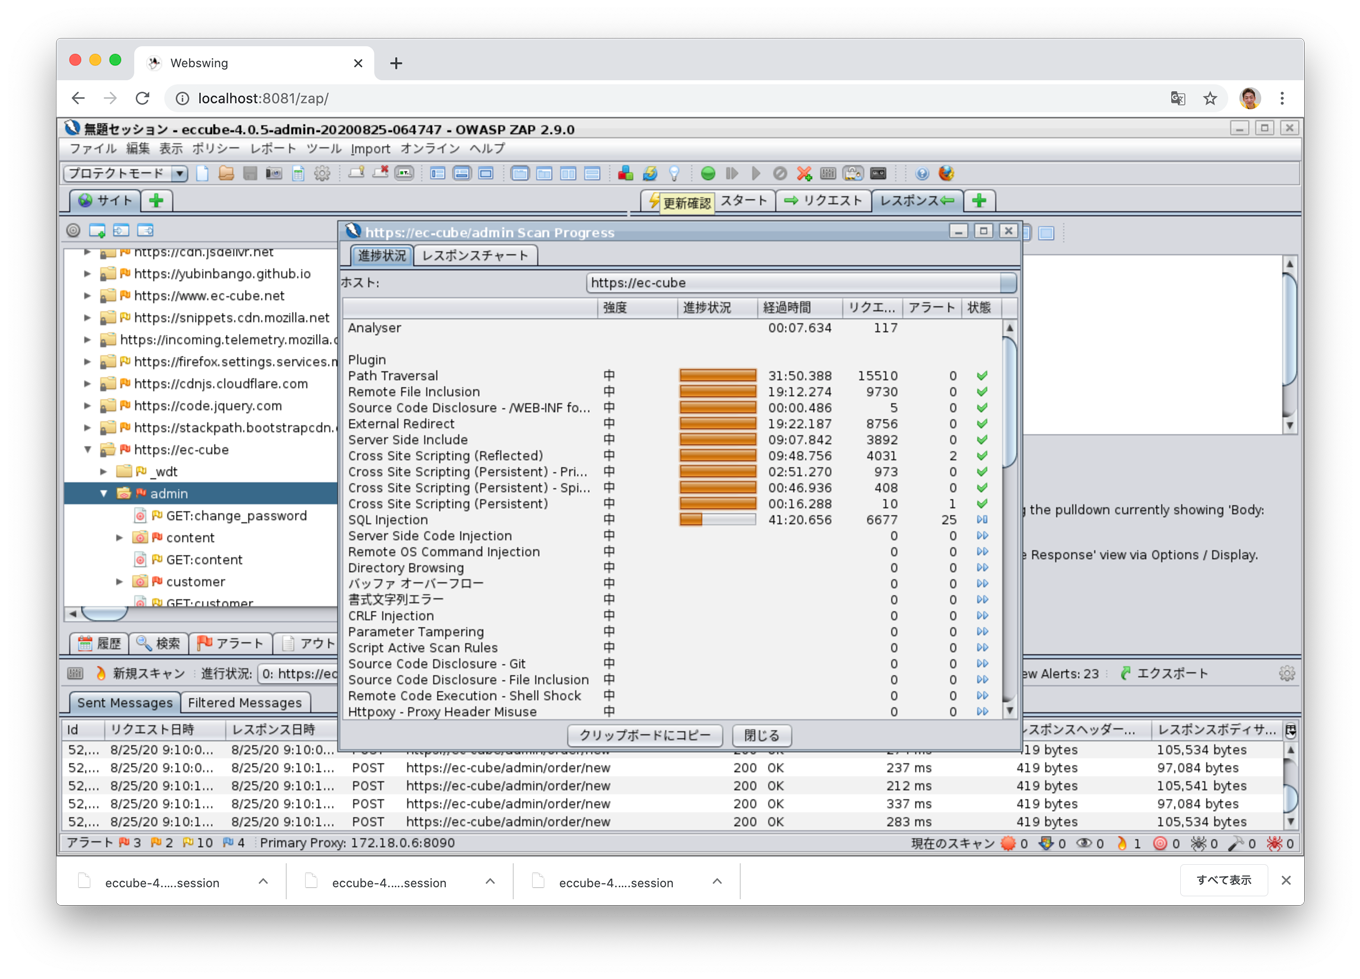 Webswing
localhost:8081/zap/
無題セッション - eccube-4.0.5-admin-20200825-064747 - OWASP ZAP 2.9.0
ファイル 編集 表示 ポリシー レポート ツール Import オンライン ヘルプ
プロテクトモード
サイト
更新確認 スタート リクエスト レスポンス
https://cdn.jsdelivr.net
https://yubinbango.github.io
https://www.ec-cube.net
https://snippets.cdn.mozilla.net
https://incoming.telemetry.mozilla.
https://firefox.settings.services.
https://cdnjs.cloudflare.com
https://code.jquery.com
https://stackpath.bootstrapcdn.
https://ec-cube
_wdt
admin
GET:change_password
content
GET:content
customer
GET:customer
https://ec-cube/admin Scan Progress
進捗状況 レスポンスチャート
ホスト: https://ec-cube
強度 進捗状況 経過時間 リクエ... アラート 状態
Analyser 00:07.634 117
Plugin
Path Traversal 中 31:50.388 15510 0
Remote File Inclusion 中 19:12.274 9730 0
Source Code Disclosure - /WEB-INF fo... 中 00:00.486 5 0
External Redirect 中 19:22.187 8756 0
Server Side Include 中 09:07.842 3892 0
Cross Site Scripting (Reflected) 中 09:48.756 4031 2
Cross Site Scripting (Persistent) - Pri... 中 02:51.270 973 0
Cross Site Scripting (Persistent) - Spi... 中 00:46.936 408 0
Cross Site Scripting (Persistent) 中 00:16.288 10 1
SQL Injection 中 41:20.656 6677 25
Server Side Code Injection 中 0 0
Remote OS Command Injection 中 0 0
Directory Browsing 中 0 0
バッファ オーバーフロー 中 0 0
書式文字列エラー 中 0 0
CRLF Injection 中 0 0
Parameter Tampering 中 0 0
Script Active Scan Rules 中 0 0
Source Code Disclosure - Git 中 0 0
Source Code Disclosure - File Inclusion 中 0 0
Remote Code Execution - Shell Shock 中 0 0
Httpoxy - Proxy Header Misuse 中 0 0
クリップボードにコピー 閉じる
the pulldown currently showing 'Body:
Response' view via Options / Display.
履歴 検索 アラート アウト
新規スキャン 進行状況: 0: https://ec Alerts: 23 エクスポート
Sent Messages Filtered Messages
Id リクエスト日時 レスポンス日時 スポンスヘッダー... レスポンスボディサ...
52,... 8/25/20 9:10:0... 8/25/20 9:10:0... POST https://ec-cube/admin/order/new 200 OK 419 bytes 105,534 bytes
52,... 8/25/20 9:10:0... 8/25/20 9:10:1... POST https://ec-cube/admin/order/new 200 OK 237 ms 419 bytes 97,084 bytes
52,... 8/25/20 9:10:1... 8/25/20 9:10:1... POST https://ec-cube/admin/order/new 200 OK 212 ms 419 bytes 105,541 bytes
52,... 8/25/20 9:10:1... 8/25/20 9:10:1... POST https://ec-cube/admin/order/new 200 OK 337 ms 419 bytes 97,084 bytes
52,... 8/25/20 9:10:1... 8/25/20 9:10:1... POST https://ec-cube/admin/order/new 200 OK 283 ms 419 bytes 105,534 bytes
アラート 3 2 10 4 Primary Proxy: 172.18.0.6:8090 現在のスキャン 0 0 0 1 0 0 0 0
eccube-4.....session eccube-4.....session eccube-4.....session すべて表示